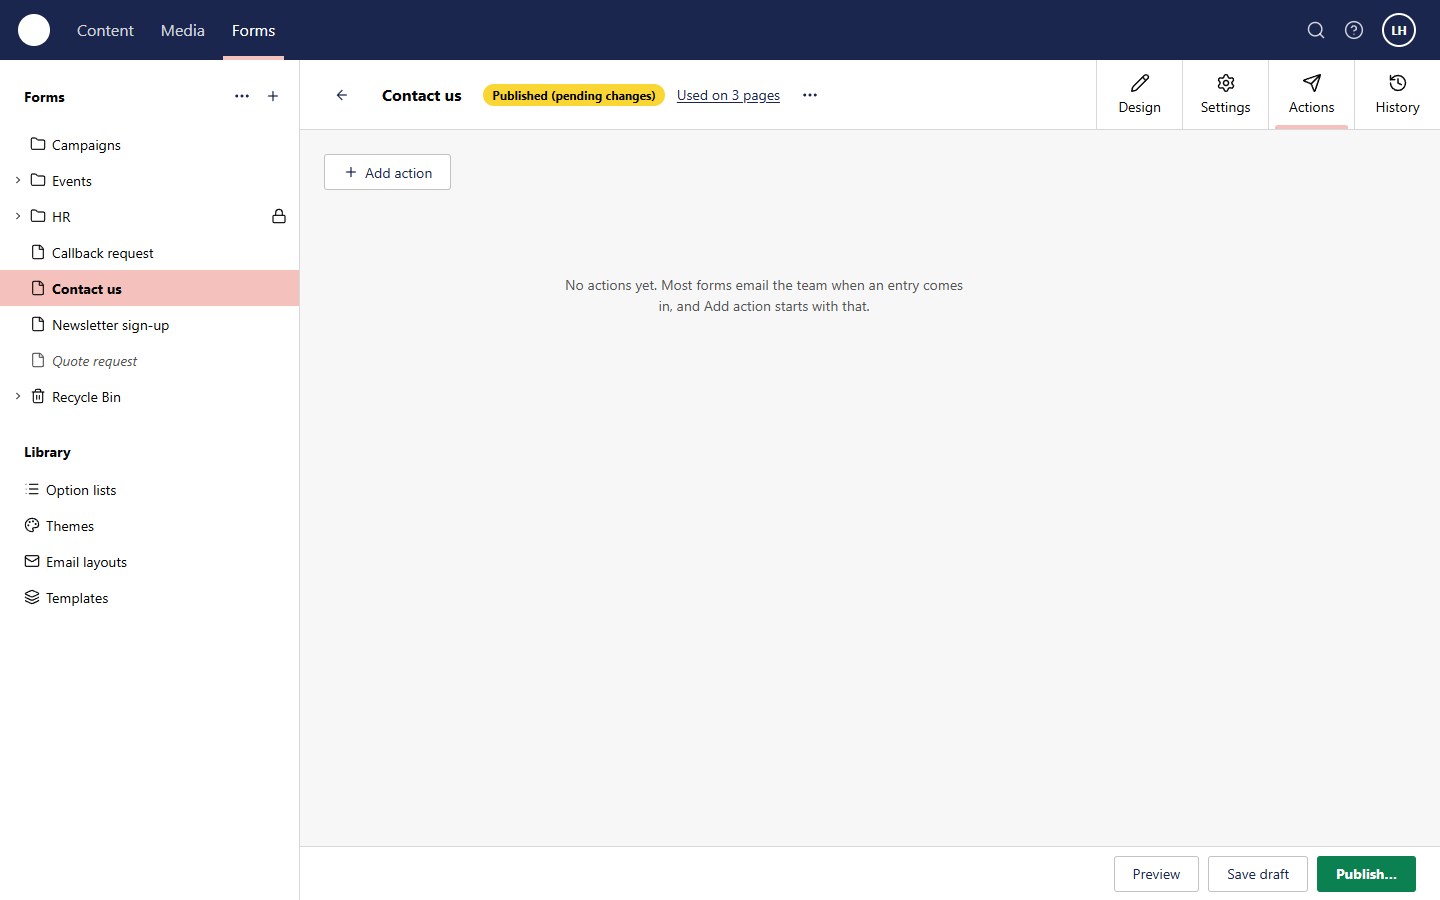 Content
Media
Forms
LH
Forms
Campaigns
Events
HR
Callback request
Contact us
Newsletter sign-up
Quote request
Recycle Bin
Library
Option lists
Themes
Email layouts
Templates
Contact us
Published (pending changes)
Used on 3 pages
Design
Settings
Actions
History
Add action
No actions yet. Most forms email the team when an entry comes
in, and Add action starts with that.
Preview
Save draft
Publish...